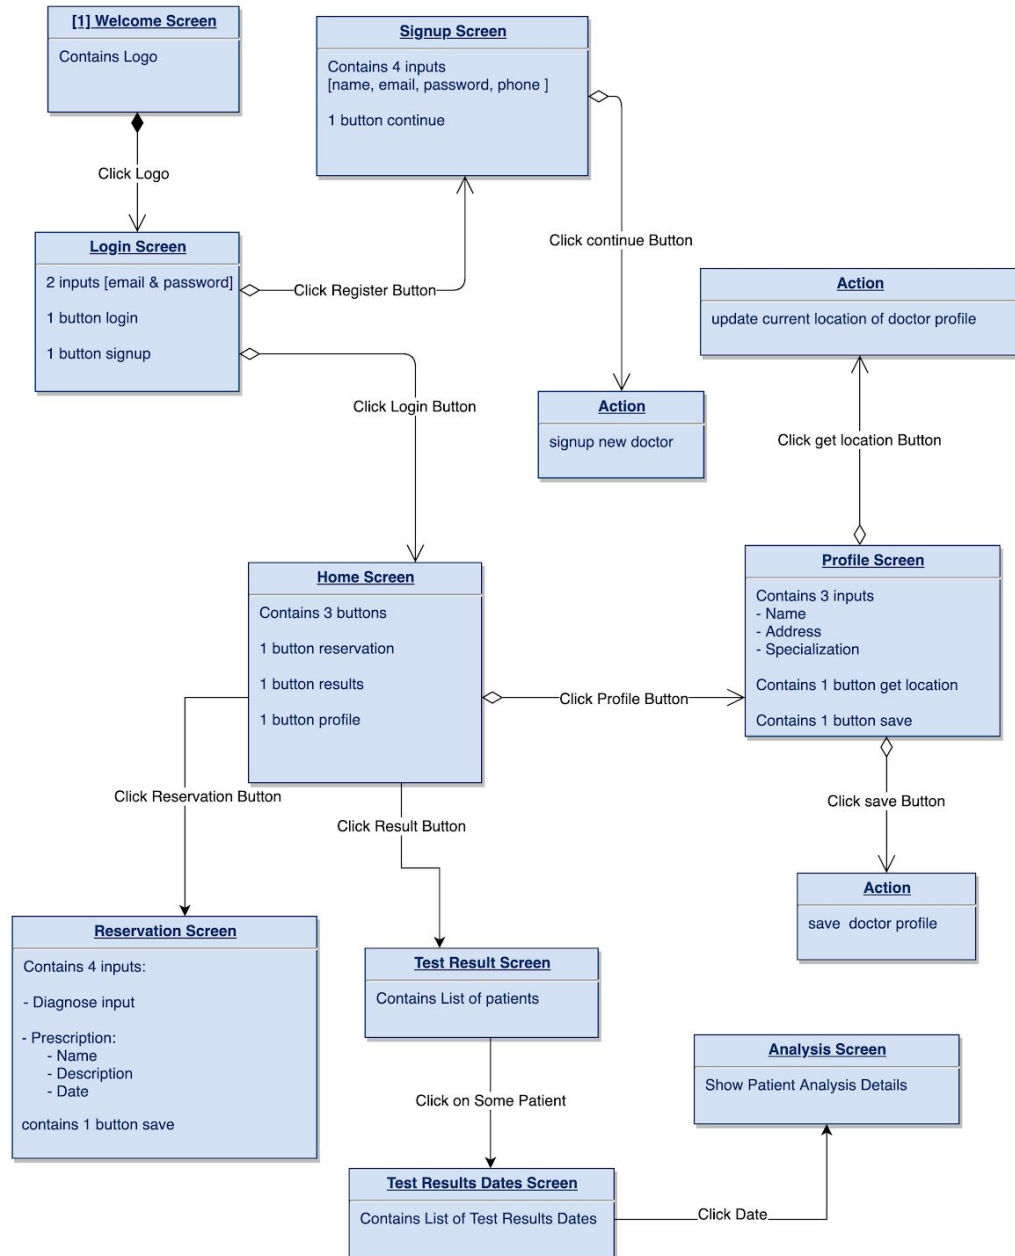 [1] Welcome Screen
Contains Logo
Click Logo
Signup Screen
Contains 4 inputs
[name, email, password, phone ]
1 button continue
Click continue Button
Login Screen
2 inputs [email & password]
1 button login
1 button signup
Click Register Button
Click Login Button
Action
signup new doctor
Action
update current location of doctor profile
Click get location Button
Home Screen
Contains 3 buttons
1 button reservation
1 button results
1 button profile
Click Profile Button
Profile Screen
Contains 3 inputs
- Name
- Address
- Specialization
Contains 1 button get location
Contains 1 button save
Click save Button
Action
save  doctor profile
Click Reservation Button
Click Result Button
Reservation Screen
Contains 4 inputs:
- Diagnose input
- Prescription:
- Name
- Description
- Date
contains 1 button save
Test Result Screen
Contains List of patients
Click on Some Patient
Test Results Dates Screen
Contains List of Test Results Dates
Click Date
Analysis Screen
Show Patient Analysis Details